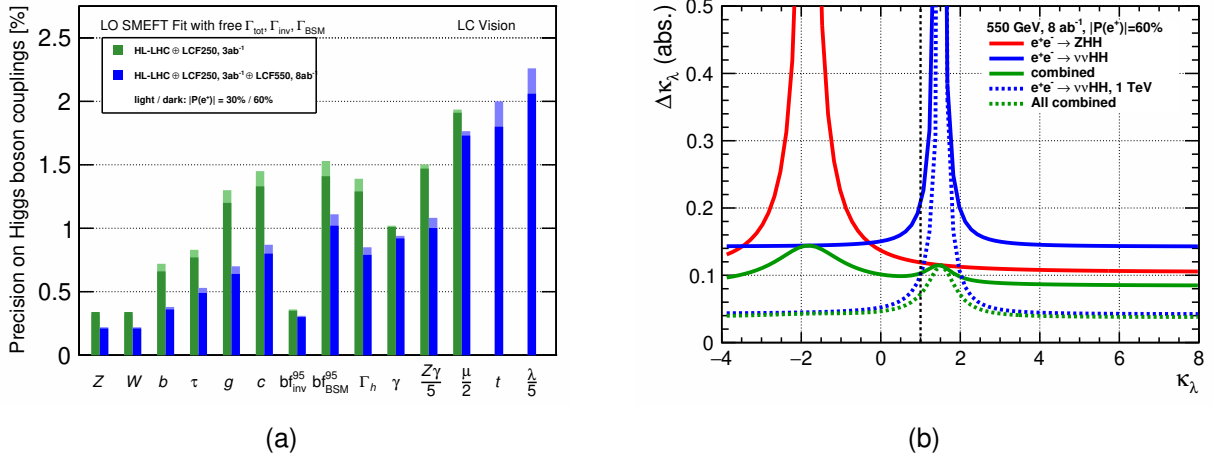 Precision on Higgs boson couplings [%]
LO SMEFT Fit with free Γtot, Γinv, ΓBSM
LC Vision
HL-LHC ⊕ LCF250, 3ab⁻¹
HL-LHC ⊕ LCF250, 3ab⁻¹ ⊕ LCF550, 8ab⁻¹
light / dark: |P(e⁺)| = 30% / 60%
2.5
2
1.5
1
0.5
0
Z W b τ g c bf⁹⁵inv bf⁹⁵BSM Γh γ Zγ/5 μ/2 t λ/5
(a)
Δκλ (abs.)
550 GeV, 8 ab⁻¹, |P(e⁺)|=60%
e⁺e⁻ → ZHH
e⁺e⁻ → ννHH
combined
e⁺e⁻ → ννHH, 1 TeV
All combined
0.5
0.4
0.3
0.2
0.1
0
−4 −2 0 2 4 6 8
κλ
(b)